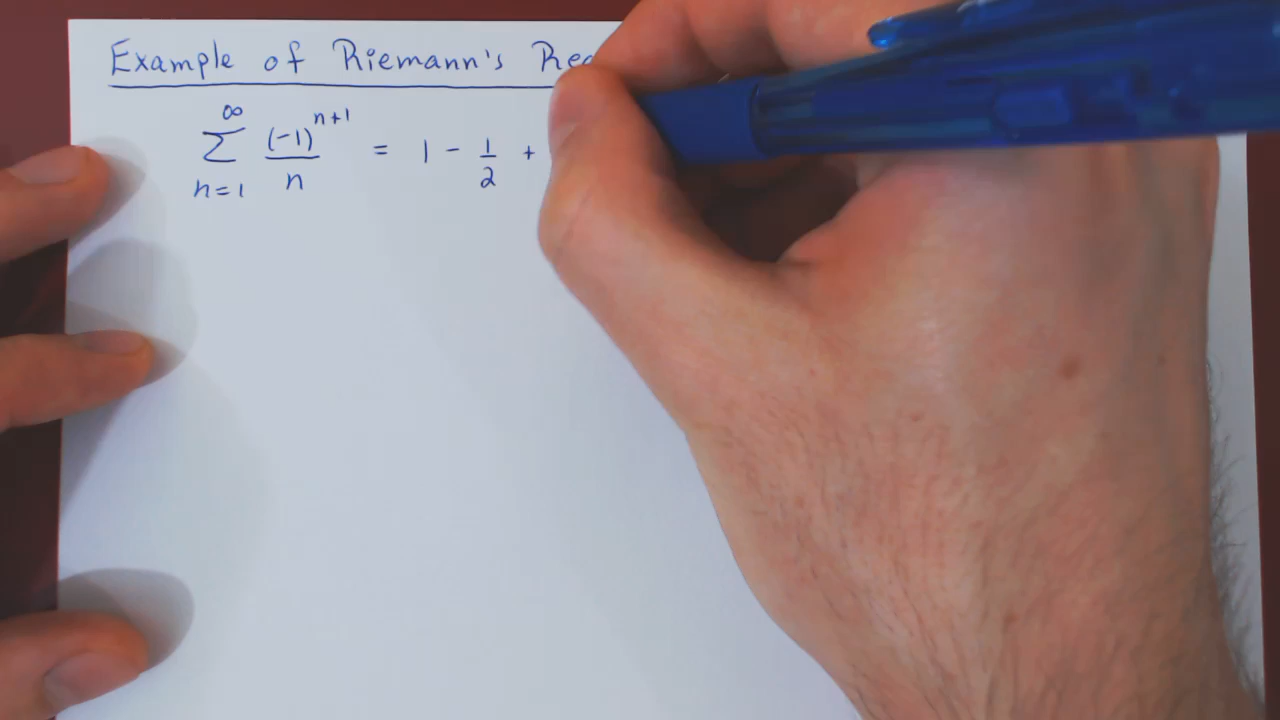 Example of Riemann's
∞ Σ n=1 (-1)^{n+1} / n = 1 - 1/2 +